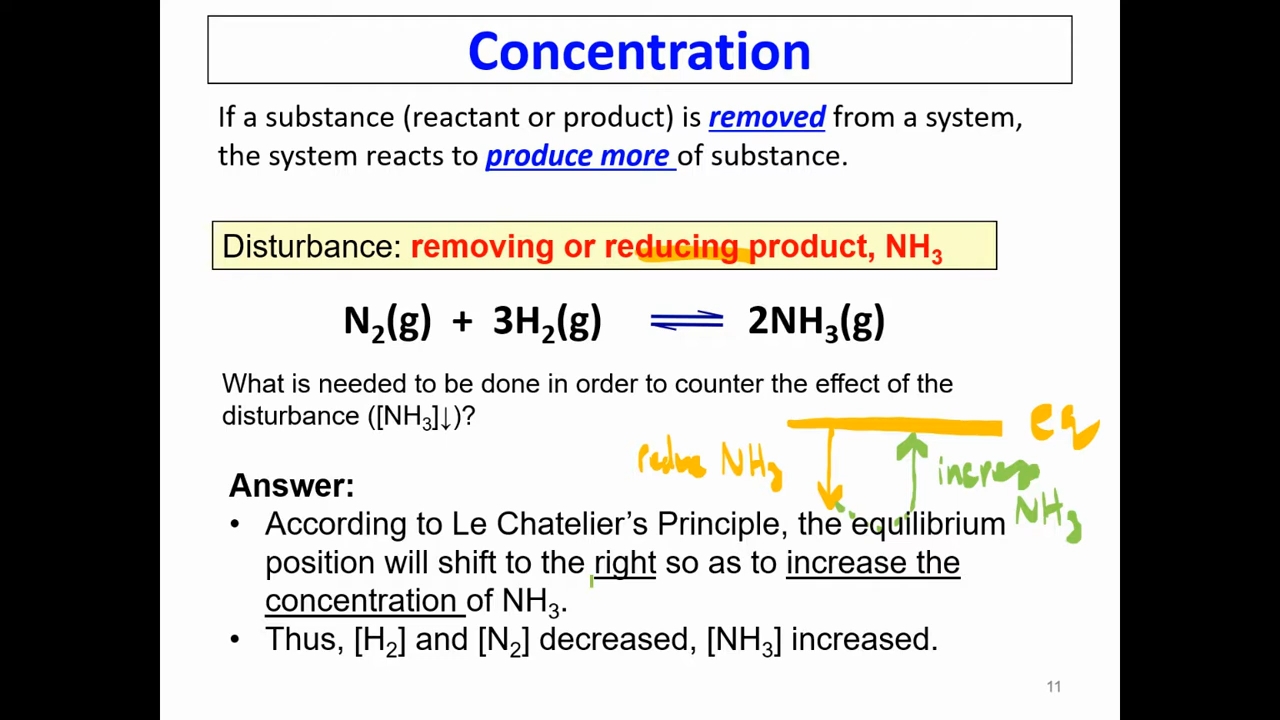 Concentration
If a substance (reactant or product) is removed from a system,
the system reacts to produce more of substance.
Disturbance: removing or reducing product, NH₃
N₂(g) + 3H₂(g) ⇌ 2NH₃(g)
What is needed to be done in order to counter the effect of the
disturbance ([NH₃]↓)?
eq
reduce NH₃
increase
NH₃
Answer:
• According to Le Chatelier’s Principle, the equilibrium
position will shift to the right so as to increase the
concentration of NH₃.
• Thus, [H₂] and [N₂] decreased, [NH₃] increased.
11